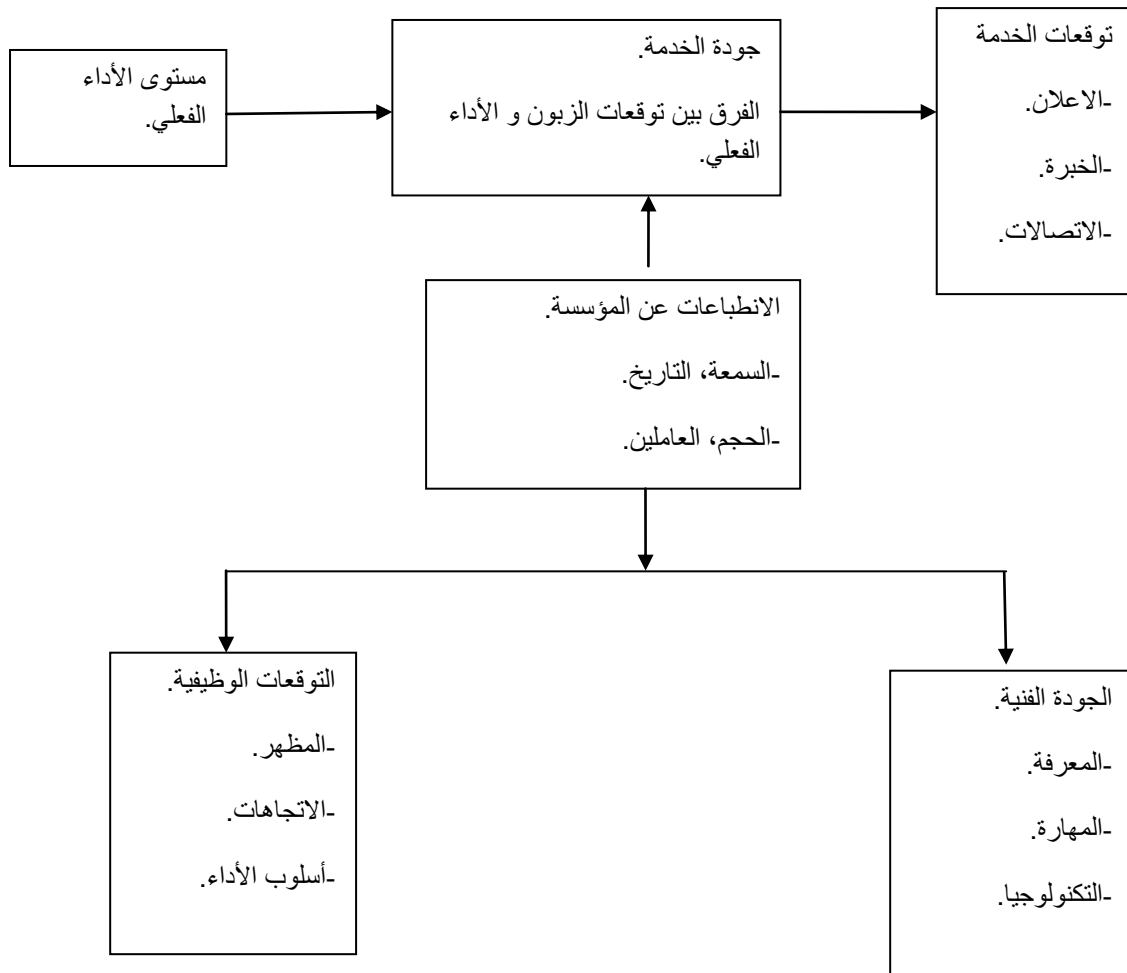 توقعات الخدمة
-الاعلان.
-الخبرة.
-الاتصالات.
جودة الخدمة.
الفرق بين توقعات الزبون و الأداء
الفعلي.
مستوى الأداء
الفعلي.
الانطباعات عن المؤسسة.
-السمعة، التاريخ.
-الحجم، العاملين.
الجودة الفنية.
-المعرفة.
-المهارة.
-التكنولوجيا.
التوقعات الوظيفية.
-المظهر.
-الاتجاهات.
-أسلوب الأداء.